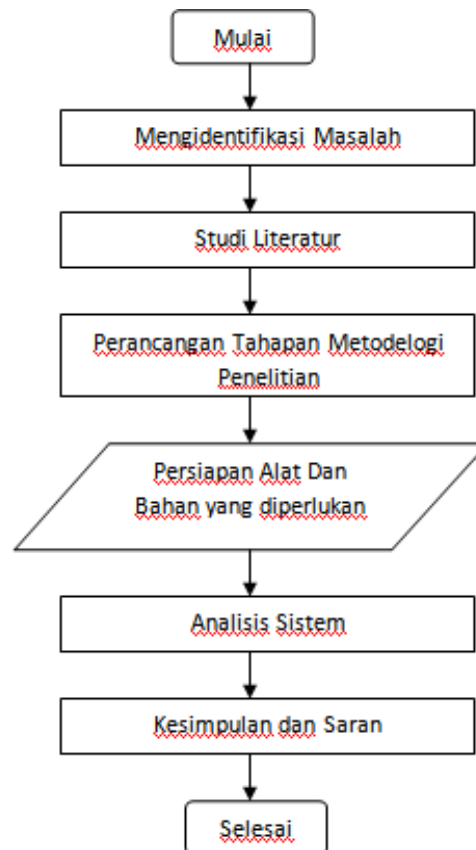 Mulai
Mengidentifikasi Masalah
Studi Literatur
Perancangan Tahapan Metodelogi
Penelitian
Persiapan Alat Dan
Bahan yang diperlukan
Analisis Sistem
Kesimpulan dan Saran
Selesai